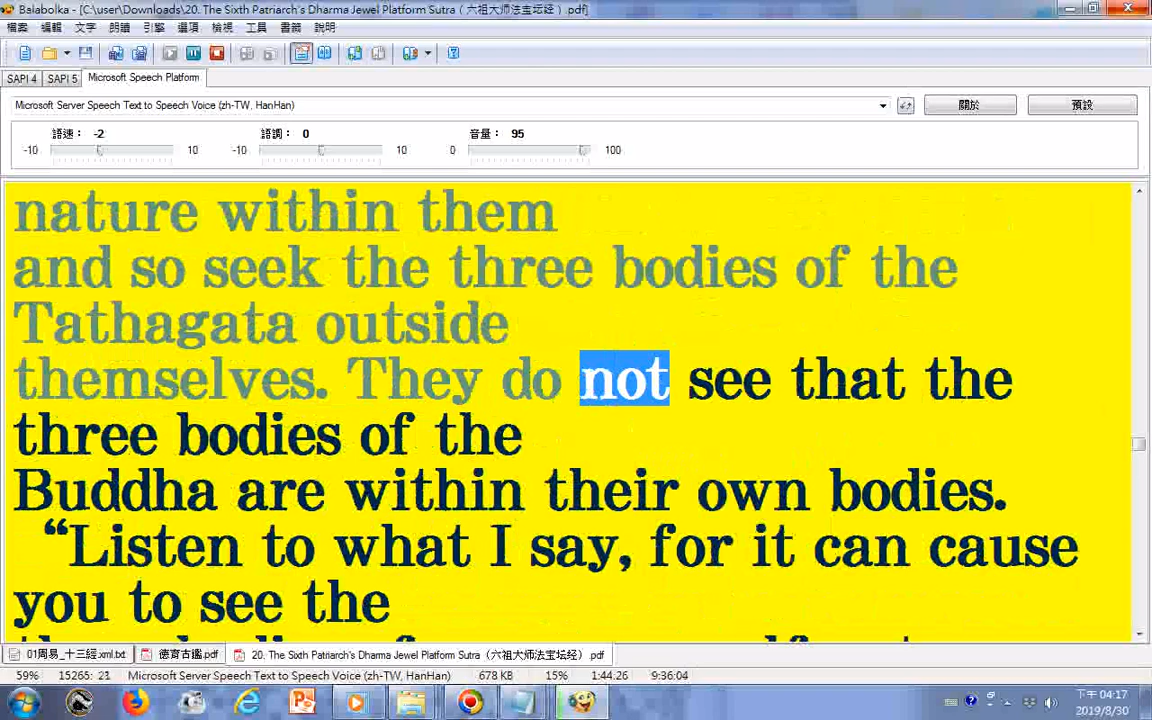 Balabolka - [C:\user\Downloads\20. The Sixth Patriarch's Dharma Jewel Platform Sutra（六祖大师法宝坛经）.pdf]
檔案 編輯 文字 朗讀 引擎 選項 檢視 工具 書籤 說明
SAPI 4 SAPI 5 Microsoft Speech Platform
Microsoft Server Speech Text to Speech Voice (zh-TW, HanHan) 關於 預設
語速： -2 語調： 0 音量： 95
-10 10 -10 10 0 100
nature within them
and so seek the three bodies of the
Tathagata outside
themselves. They do not see that the
three bodies of the
Buddha are within their own bodies.
“Listen to what I say, for it can cause
you to see the
01周易_十三經.xml.txt 德育古鑑.pdf 20. The Sixth Patriarch's Dharma Jewel Platform Sutra（六祖大师法宝坛经）.pdf
59% 15265: 21 Microsoft Server Speech Text to Speech Voice (zh-TW, HanHan) 678 KB 15% 1:44:26 9:36:04
下午 04:17
2019/8/30